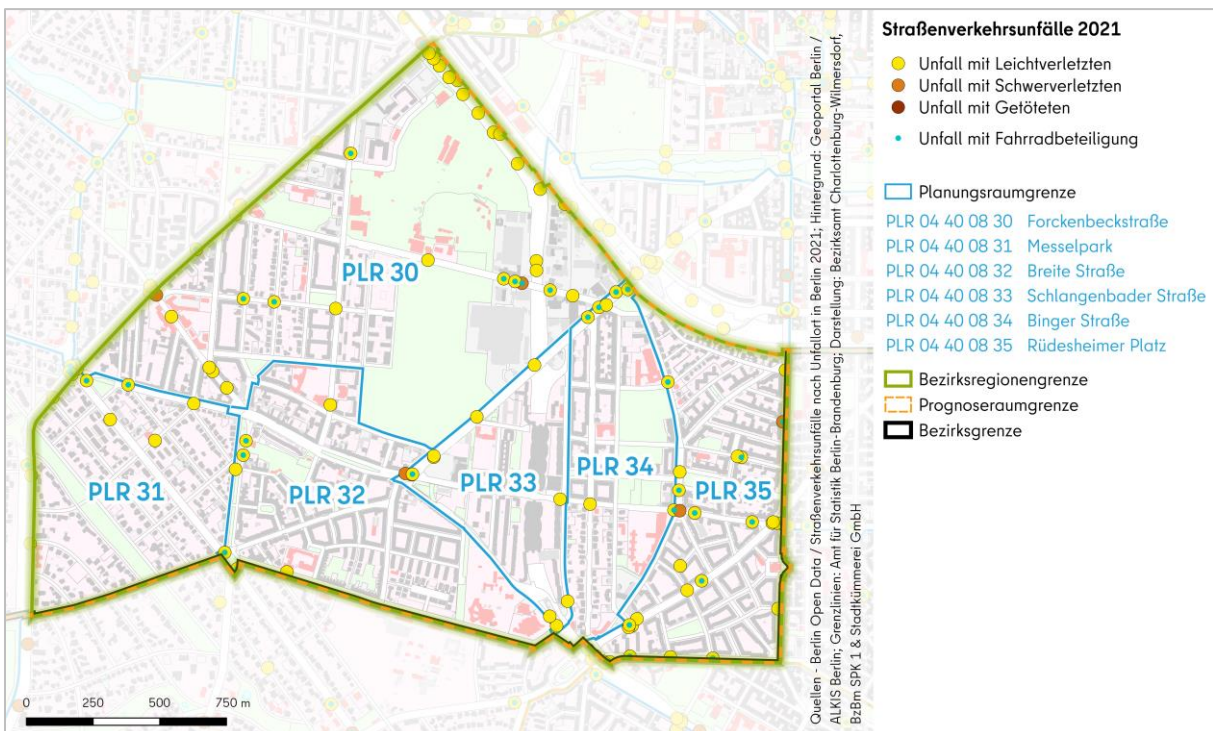 Straßenverkehrsunfälle 2021
Unfall mit Leichtverletzten
Unfall mit Schwerverletzten
Unfall mit Getöteten
Unfall mit Fahrradbeteiligung
Planungsraumgrenze
PLR 04 40 08 30 Forckenbeckstraße
PLR 04 40 08 31 Messelpark
PLR 04 40 08 32 Breite Straße
PLR 04 40 08 33 Schlangenbader Straße
PLR 04 40 08 34 Binger Straße
PLR 04 40 08 35 Rüdesheimer Platz
Bezirksregionengrenze
Prognoseraumgrenze
Bezirksgrenze
PLR 30
PLR 31
PLR 32
PLR 33
PLR 34
PLR 35
0 250 500 750 m
Quellen - Berlin Open Data / Straßenverkehrsunfälle nach Unfallort in Berlin 2021; Hintergrund: Geoportal Berlin /
ALKIS Berlin; Grenzlinien: Amt für Statistik Berlin-Brandenburg; Darstellung: Bezirksamt Charlottenburg-Wilmersdorf,
BzBm SPK 1 & Stadtkümmerei GmbH